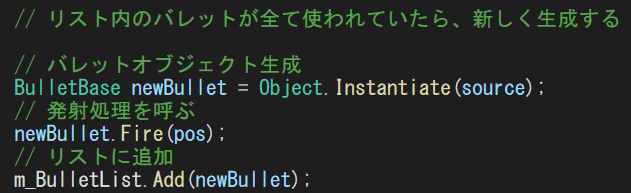 // リスト内のバレットが全て使われていたら、新しく生成する
// バレットオブジェクト生成
BulletBase newBullet = Object.Instantiate(source);
// 発射処理を呼ぶ
newBullet.Fire(pos);
// リストに追加
m_BulletList.Add(newBullet);